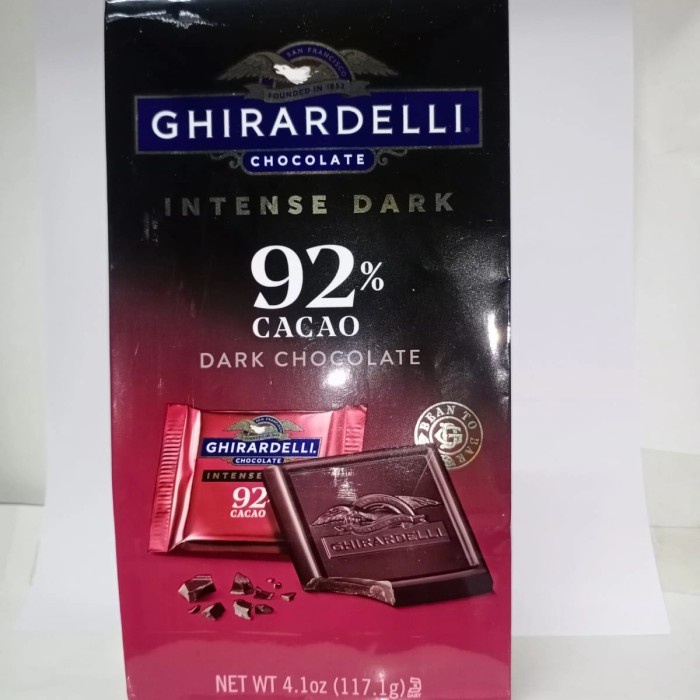 SAN FRANCISCO
FOUNDED IN 1852
GHIRARDELLI
CHOCOLATE
INTENSE DARK
92%
CACAO
DARK CHOCOLATE
BEAN TO BAR
G
GHIRARDELLI
CHOCOLATE
INTENSE
92
CACAO
GHIRARDELLI
NET WT 4.1oz (117.1g)
DAIRY